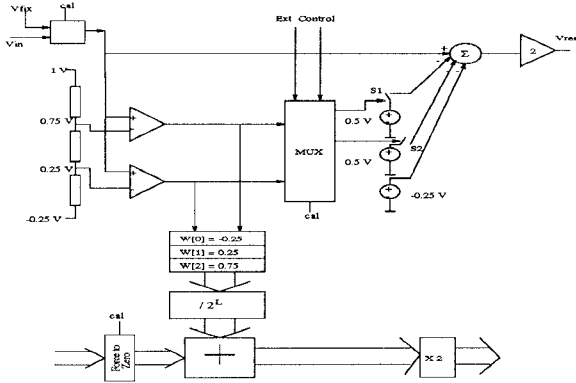 Vfix
cal
Vin
Ext Control
+
Σ
-
-
-
2
Vres
1 V
0.75 V
0.25 V
-0.25 V
+
-
+
-
MUX
cal
S1
0.5 V
+
S2
0.5 V
+
-0.25 V
+
W[0] = -0.25
W[1] = 0.25
W[2] = 0.75
/ 2^L
cal
Force to
Zero
+
X 2